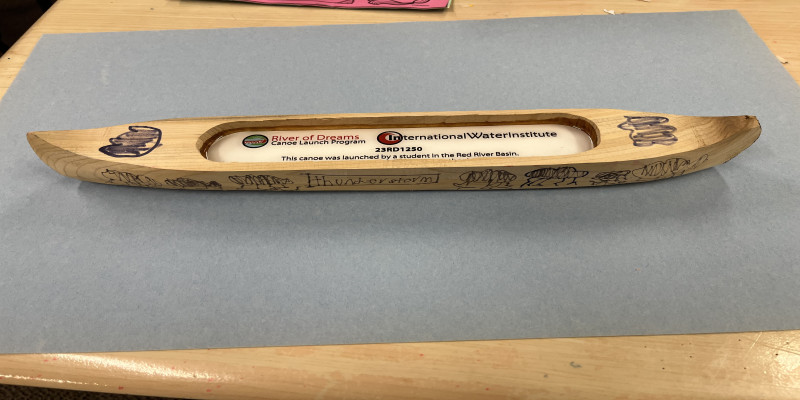 River of Dreams
Canoe Launch Program
InternationalWaterInstitute
23RD1250
This canoe was launched by a student in the Red River Basin.
thunderstorm